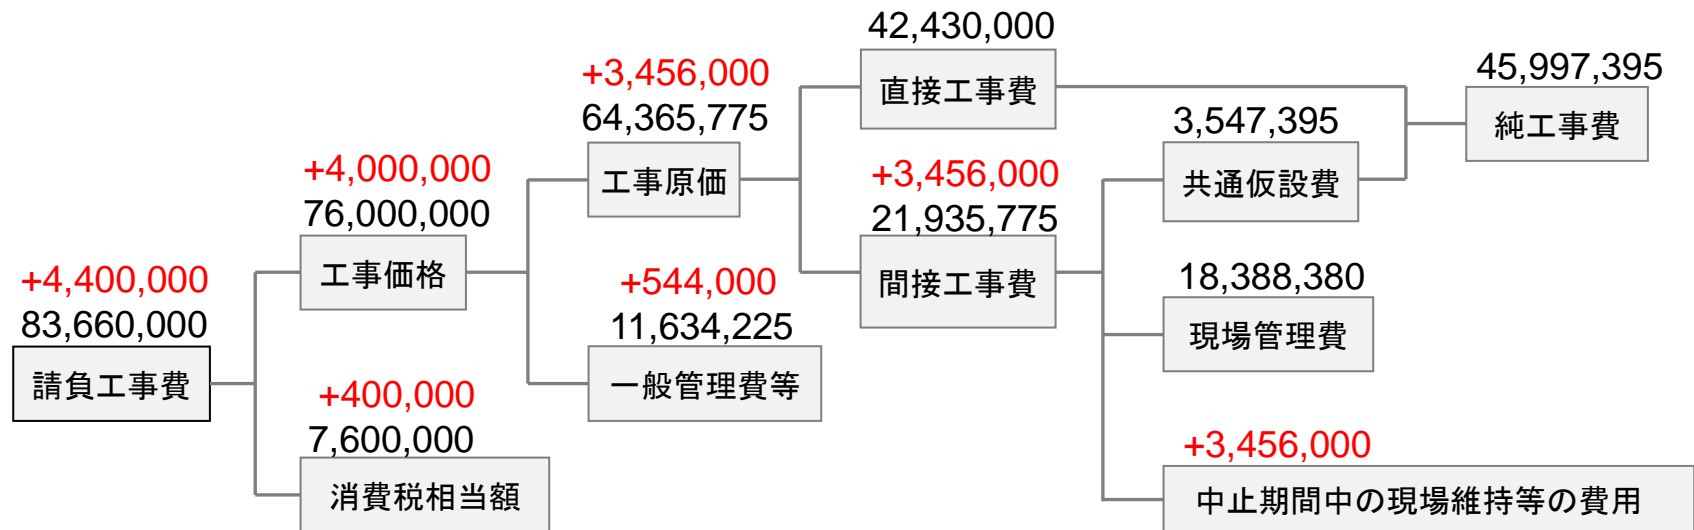 +4,400,000
83,660,000
請負工事費
+4,000,000
76,000,000
工事価格
+400,000
7,600,000
消費税相当額
+3,456,000
64,365,775
工事原価
+544,000
11,634,225
一般管理費等
42,430,000
直接工事費
+3,456,000
21,935,775
間接工事費
3,547,395
共通仮設費
18,388,380
現場管理費
+3,456,000
中止期間中の現場維持等の費用
45,997,395
純工事費